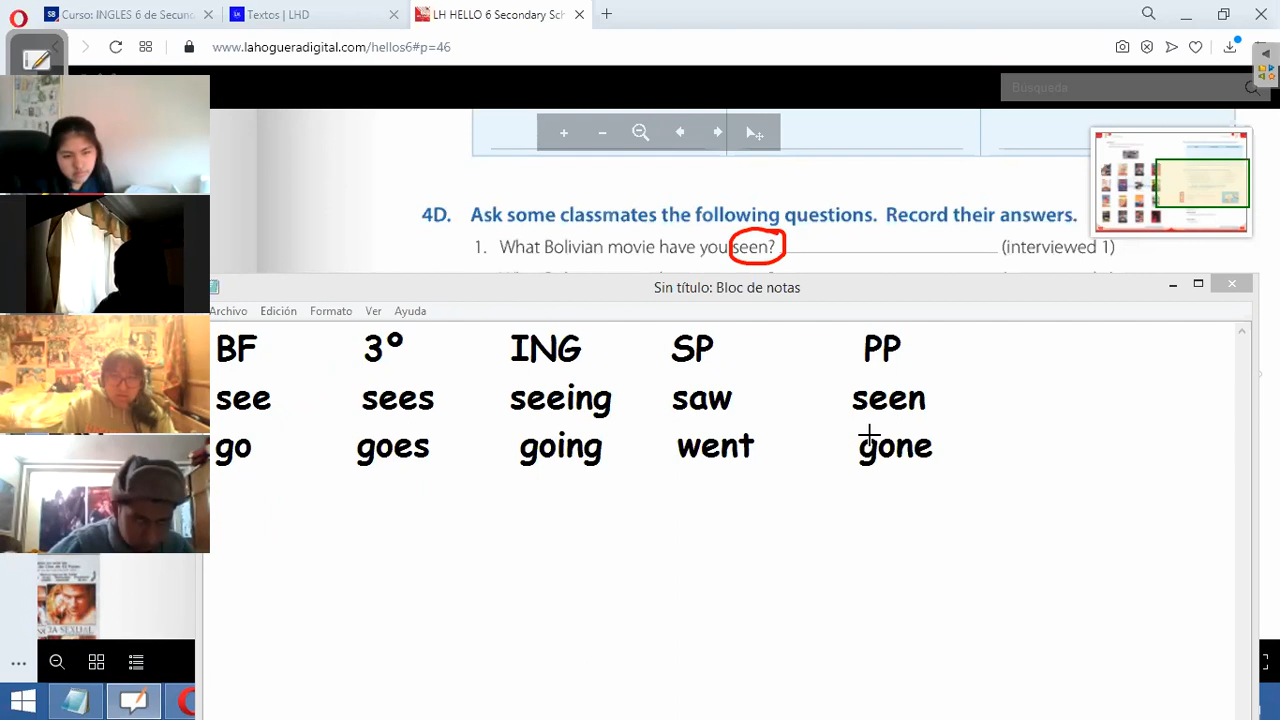 Curso: INGLES 6 de Secun
Textos | LHD
LH HELLO 6 Secondary Sch
www.lahogueradigital.com/hellos6#p=46
Búsqueda
4D. Ask some classmates the following questions. Record their answers.
1. What Bolivian movie have you seen? (interviewed 1)
Sin título: Bloc de notas
Archivo Edición Formato Ver Ayuda
BF 3º ING SP PP
see sees seeing saw seen
go goes going went gone